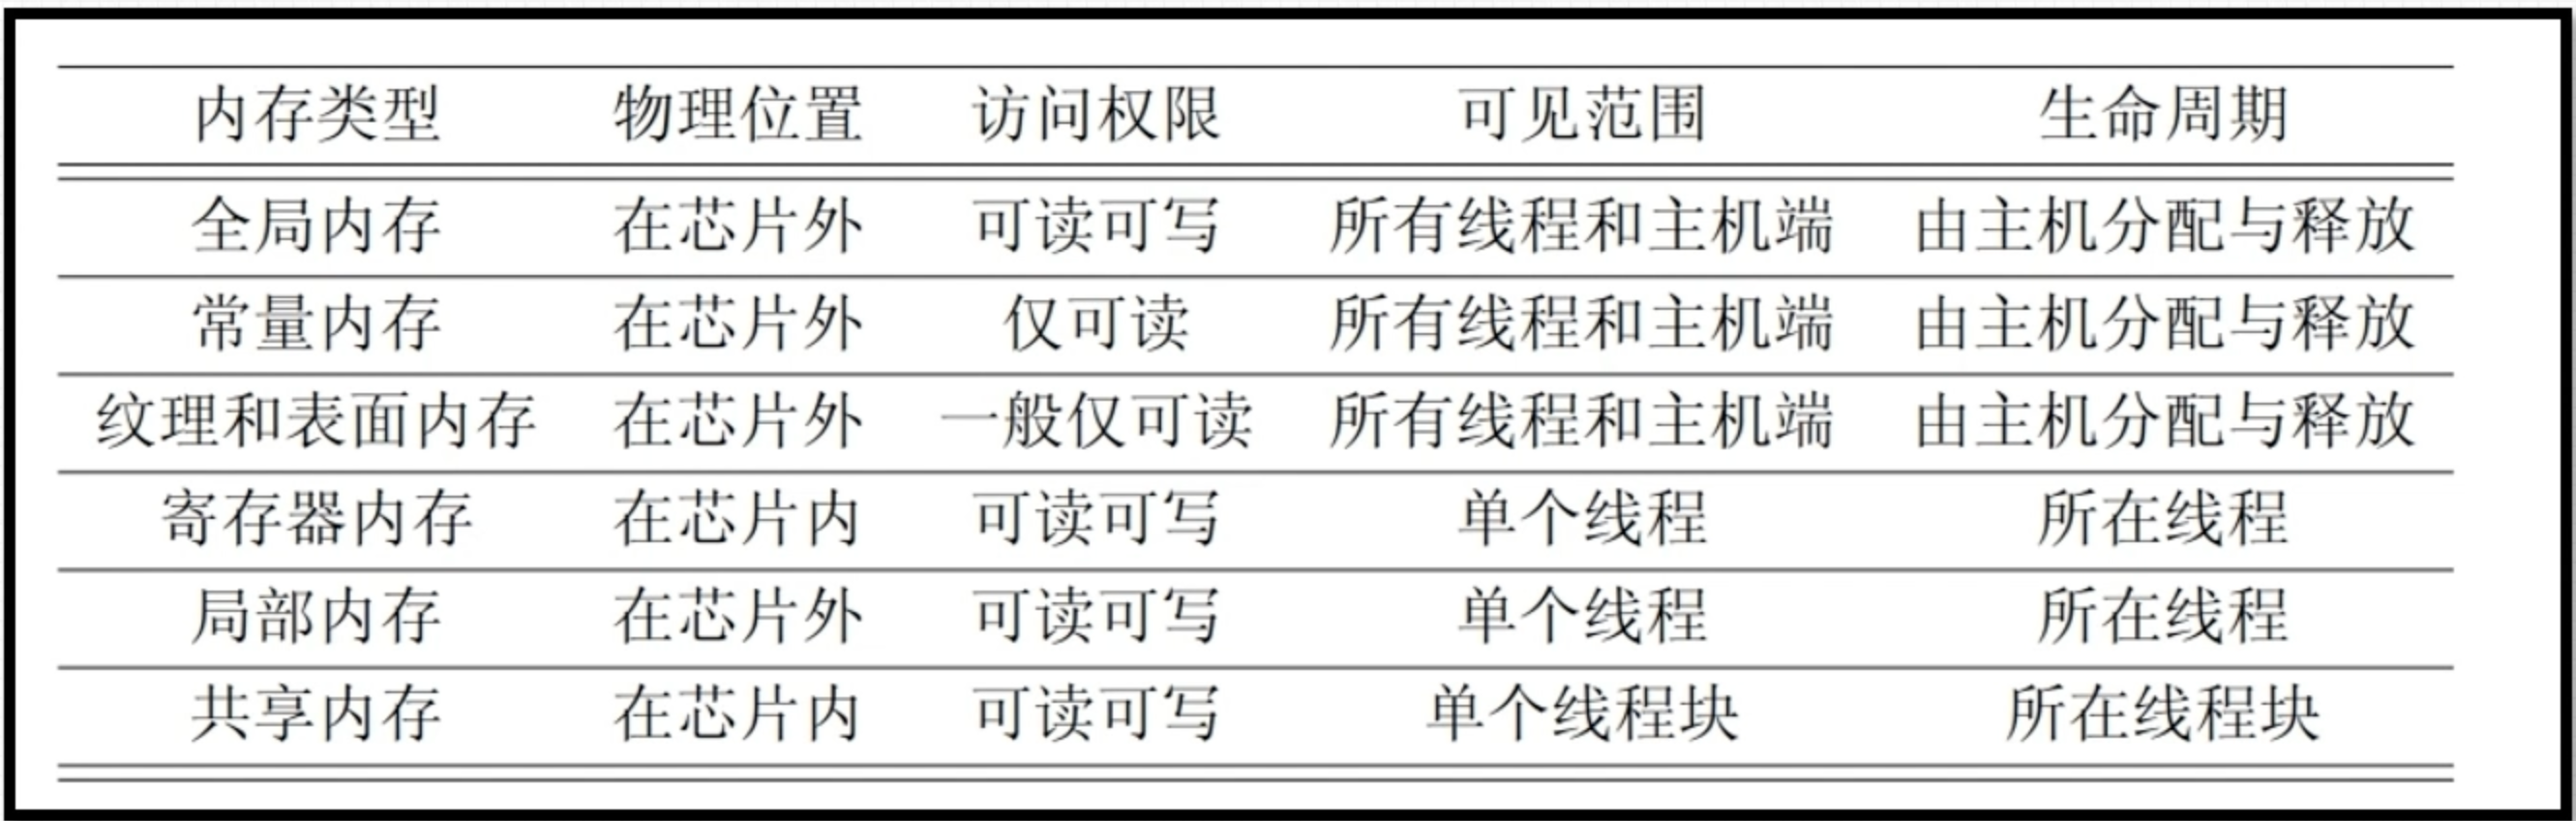 内存类型 物理位置 访问权限 可见范围 生命周期
全局内存 在芯片外 可读可写 所有线程和主机端 由主机分配与释放
常量内存 在芯片外 仅可读 所有线程和主机端 由主机分配与释放
纹理和表面内存 在芯片外 一般仅可读 所有线程和主机端 由主机分配与释放
寄存器内存 在芯片内 可读可写 单个线程 所在线程
局部内存 在芯片外 可读可写 单个线程 所在线程
共享内存 在芯片内 可读可写 单个线程块 所在线程块